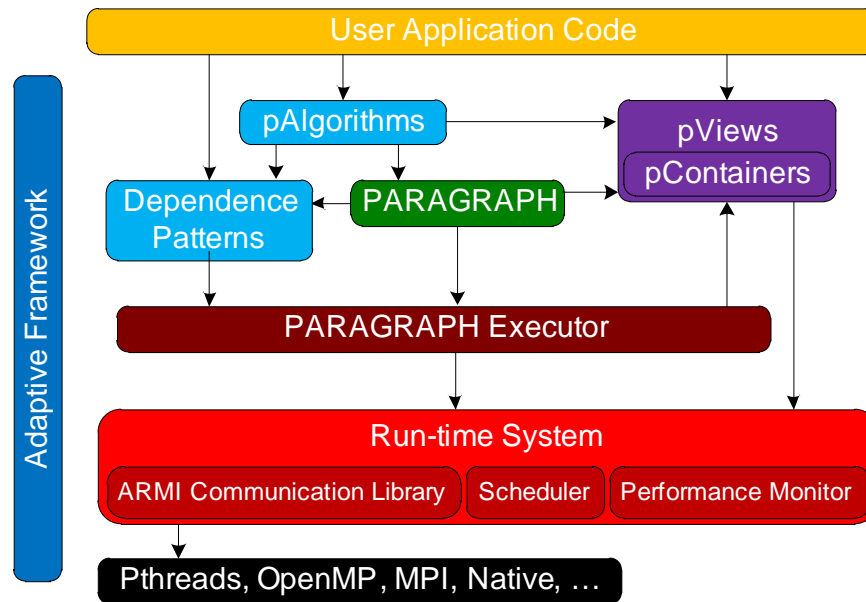 User Application Code
Adaptive Framework
pAlgorithms
pViews
pContainers
Dependence
Patterns
PARAGRAPH
PARAGRAPH Executor
Run-time System
ARMI Communication Library
Scheduler
Performance Monitor
Pthreads, OpenMP, MPI, Native, …